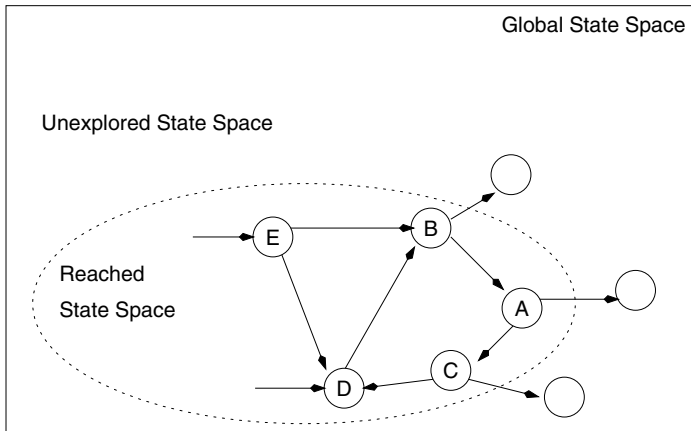 Global State Space
Unexplored State Space
B
E
Reached
State Space
A
C
D